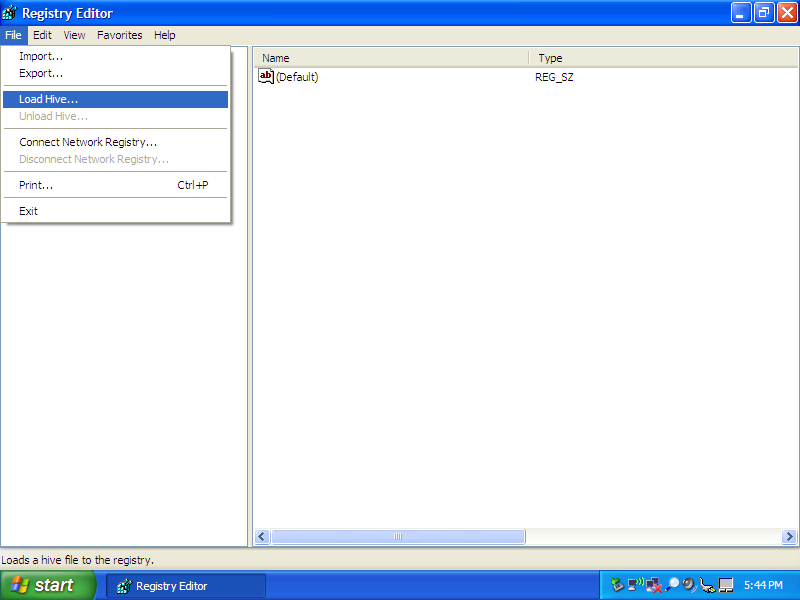 Registry Editor
File Edit View Favorites Help
Import...
Export...
Load Hive...
Unload Hive...
Connect Network Registry...
Disconnect Network Registry...
Print... Ctrl+P
Exit
Name Type
ab (Default) REG_SZ
Loads a hive file to the registry.
start Registry Editor 5:44 PM